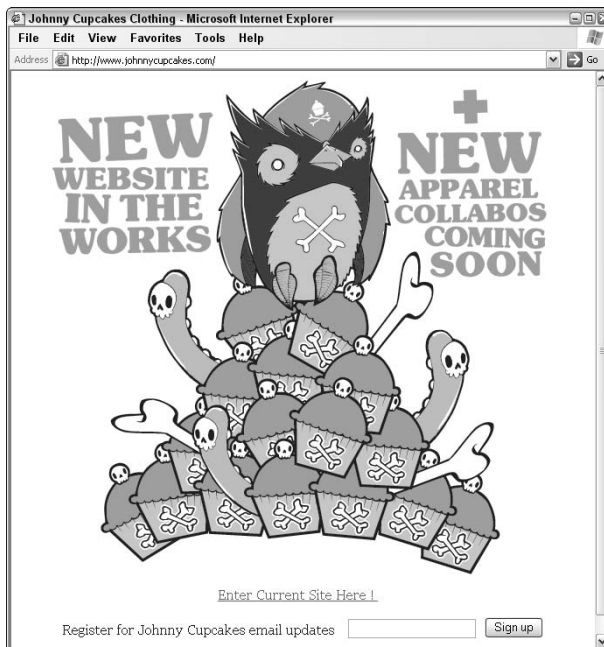 Johnny Cupcakes Clothing - Microsoft Internet Explorer
File Edit View Favorites Tools Help
Address http://www.johnnycupcakes.com/ Go
NEW
WEBSITE
IN THE
WORKS
+
NEW
APPAREL
COLLABOS
COMING
SOON
Enter Current Site Here !
Register for Johnny Cupcakes email updates Sign up